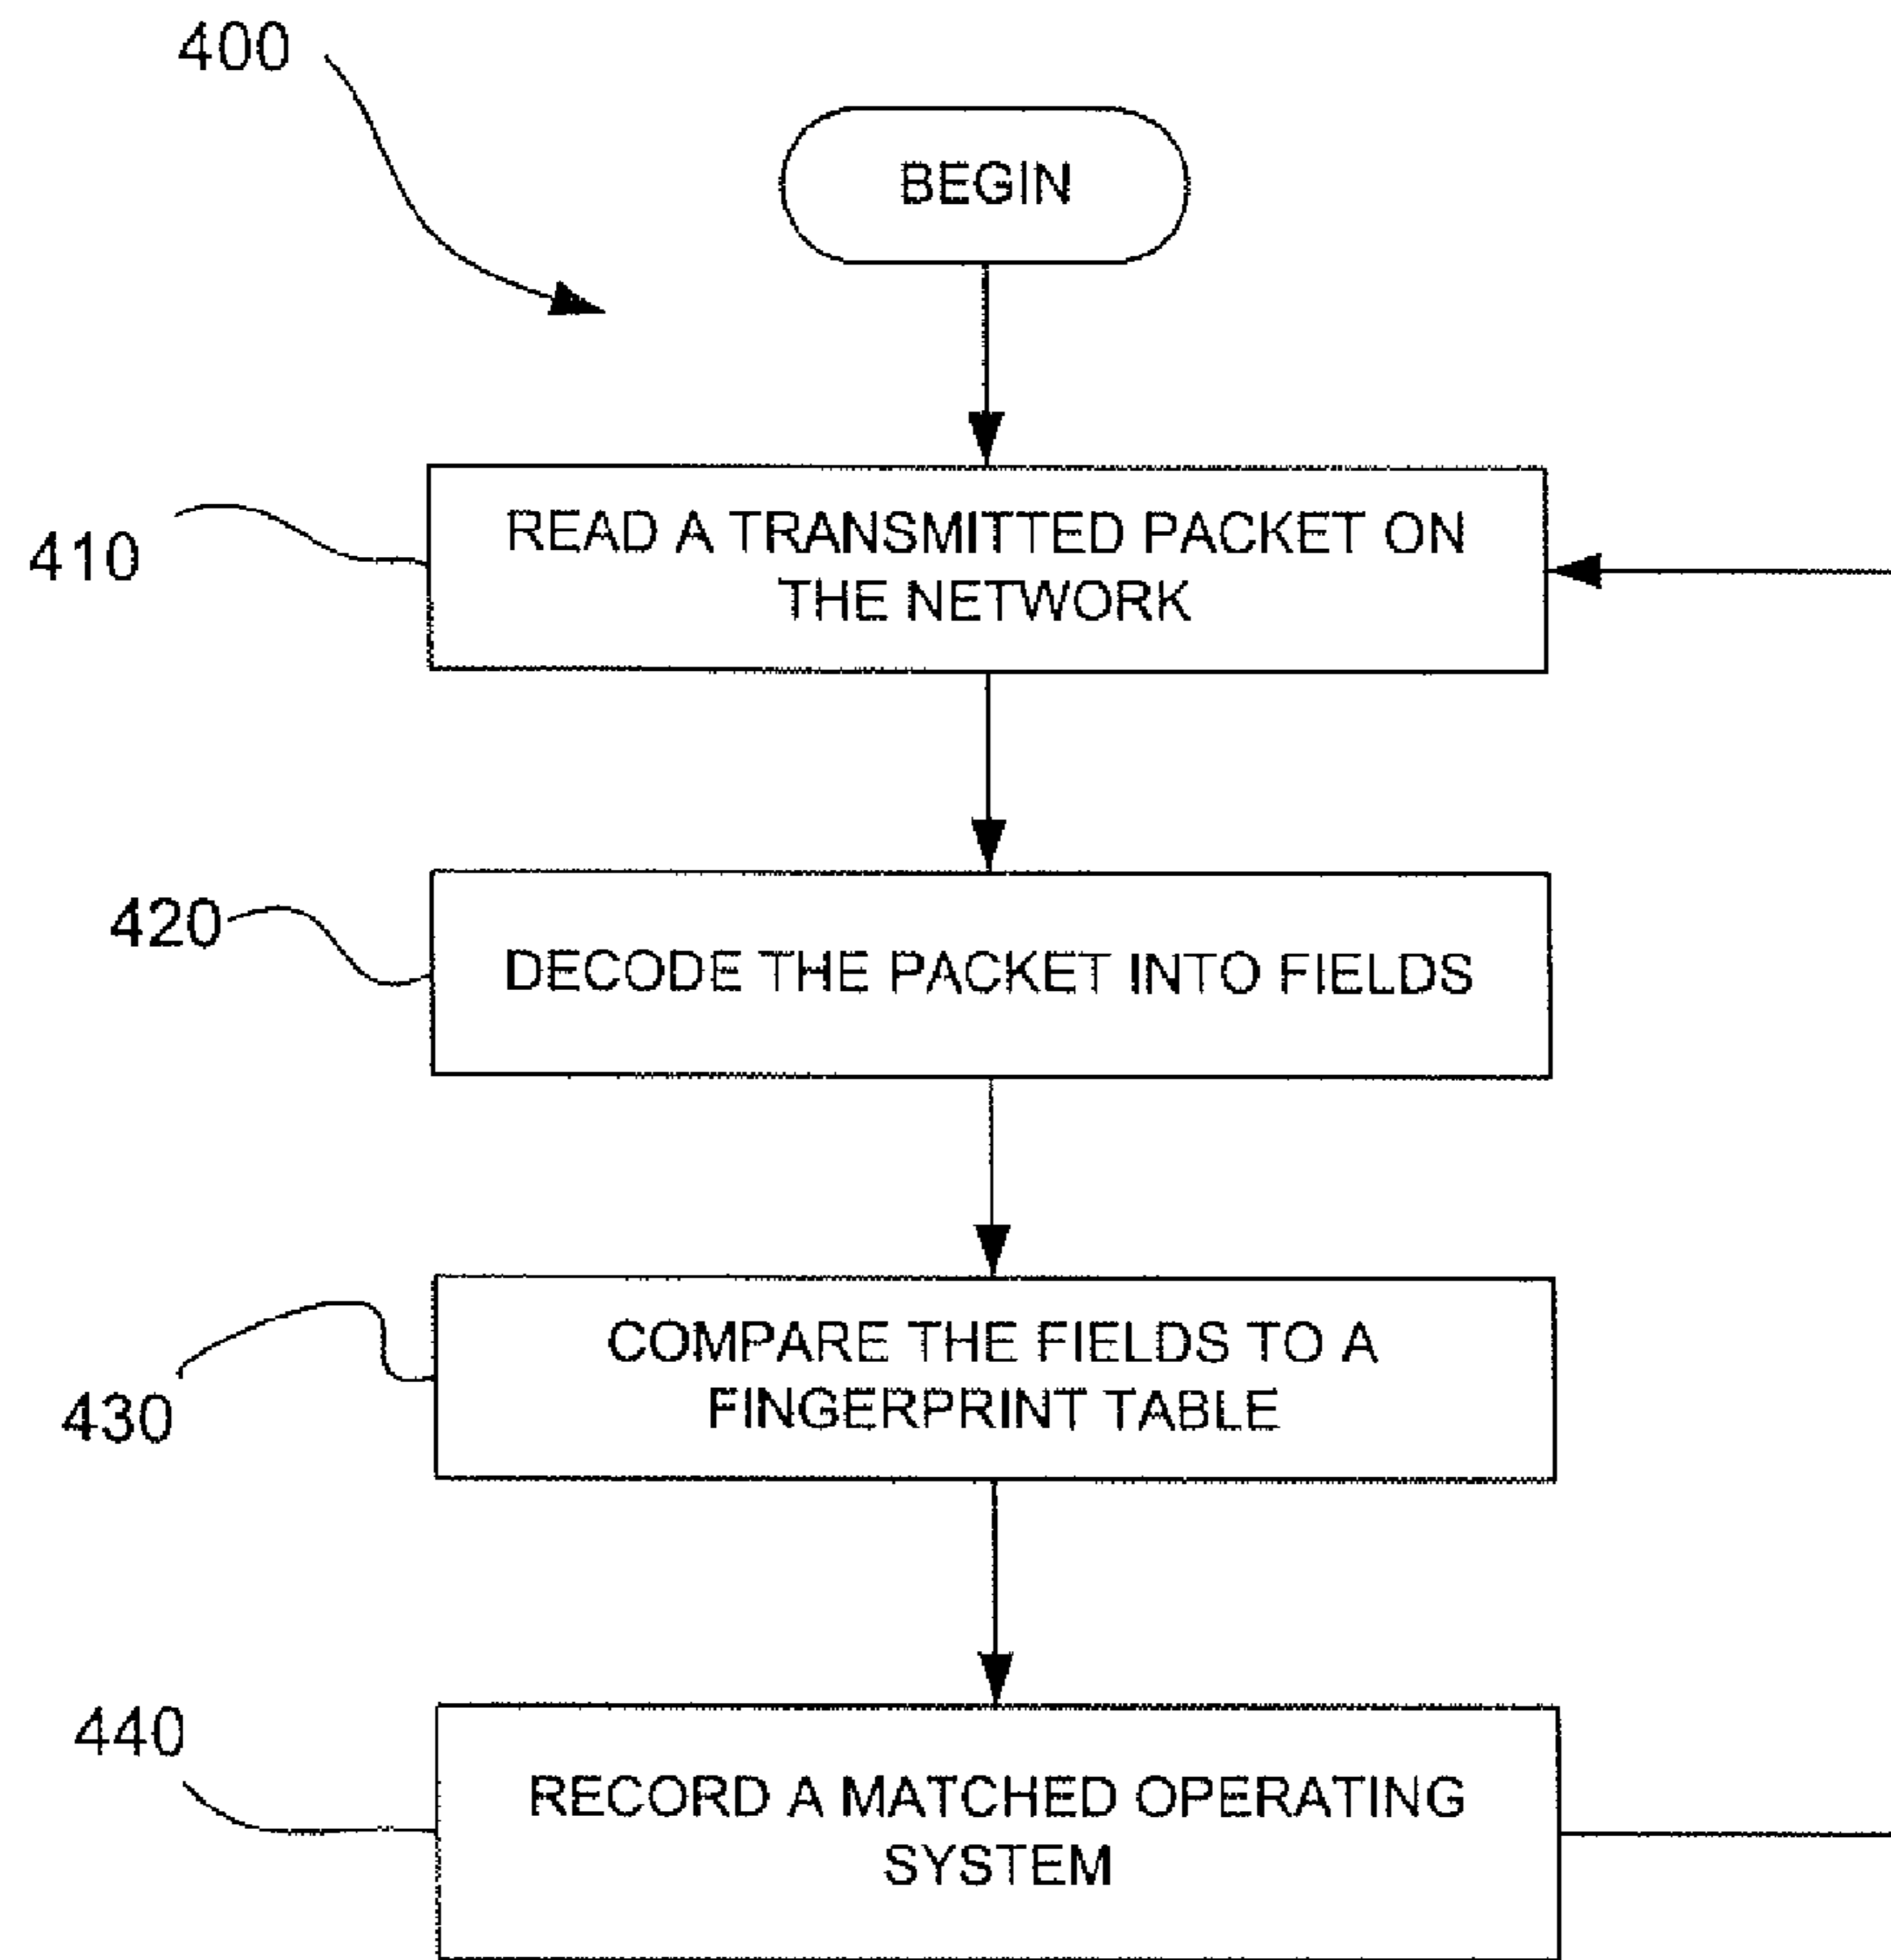 400
BEGIN
410
READ A TRANSMITTED PACKET ON
THE NETWORK
420
DECODE THE PACKET INTO FIELDS
430
COMPARE THE FIELDS TO A
FINGERPRINT TABLE
440
RECORD A MATCHED OPERATING
SYSTEM